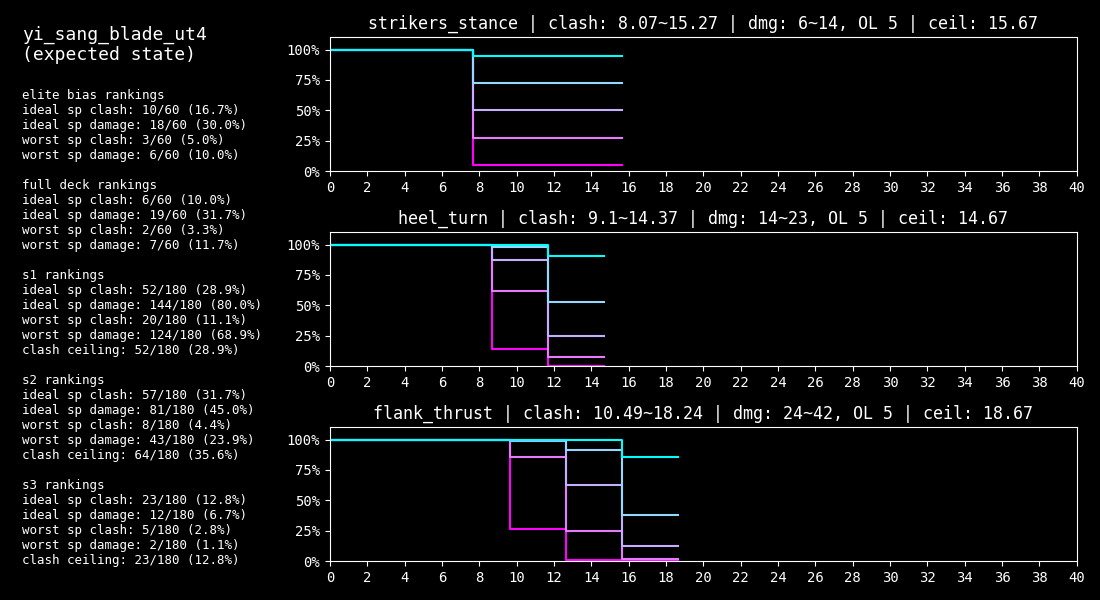 yi_sang_blade_ut4
(expected state)
elite bias rankings
ideal sp clash: 10/60 (16.7%)
ideal sp damage: 18/60 (30.0%)
worst sp clash: 3/60 (5.0%)
worst sp damage: 6/60 (10.0%)
full deck rankings
ideal sp clash: 6/60 (10.0%)
ideal sp damage: 19/60 (31.7%)
worst sp clash: 2/60 (3.3%)
worst sp damage: 7/60 (11.7%)
s1 rankings
ideal sp clash: 52/180 (28.9%)
ideal sp damage: 144/180 (80.0%)
worst sp clash: 20/180 (11.1%)
worst sp damage: 124/180 (68.9%)
clash ceiling: 52/180 (28.9%)
s2 rankings
ideal sp clash: 57/180 (31.7%)
ideal sp damage: 81/180 (45.0%)
worst sp clash: 8/180 (4.4%)
worst sp damage: 43/180 (23.9%)
clash ceiling: 64/180 (35.6%)
s3 rankings
ideal sp clash: 23/180 (12.8%)
ideal sp damage: 12/180 (6.7%)
worst sp clash: 5/180 (2.8%)
worst sp damage: 2/180 (1.1%)
clash ceiling: 23/180 (12.8%)
strikers_stance | clash: 8.07~15.27 | dmg: 6~14, OL 5 | ceil: 15.67
100%
75%
50%
25%
0%
0 2 4 6 8 10 12 14 16 18 20 22 24 26 28 30 32 34 36 38 40
heel_turn | clash: 9.1~14.37 | dmg: 14~23, OL 5 | ceil: 14.67
100%
75%
50%
25%
0%
0 2 4 6 8 10 12 14 16 18 20 22 24 26 28 30 32 34 36 38 40
flank_thrust | clash: 10.49~18.24 | dmg: 24~42, OL 5 | ceil: 18.67
100%
75%
50%
25%
0%
0 2 4 6 8 10 12 14 16 18 20 22 24 26 28 30 32 34 36 38 40